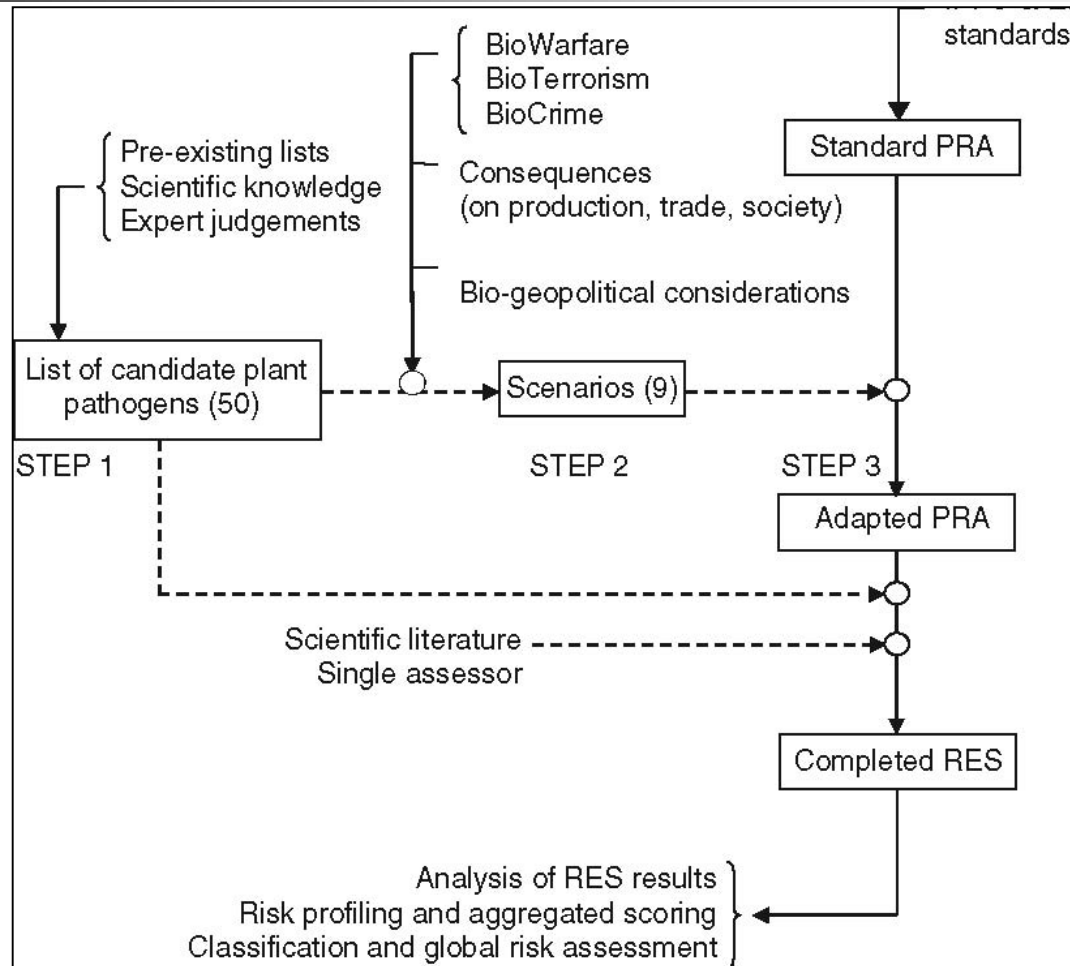 standards
BioWarfare
BioTerrorism
BioCrime
Standard PRA
Pre-existing lists
Scientific knowledge
Expert judgements
Consequences
(on production, trade, society)
Bio-geopolitical considerations
List of candidate plant
pathogens (50)
Scenarios (9)
STEP 1
STEP 2
STEP 3
Adapted PRA
Scientific literature
Single assessor
Completed RES
Analysis of RES results
Risk profiling and aggregated scoring
Classification and global risk assessment